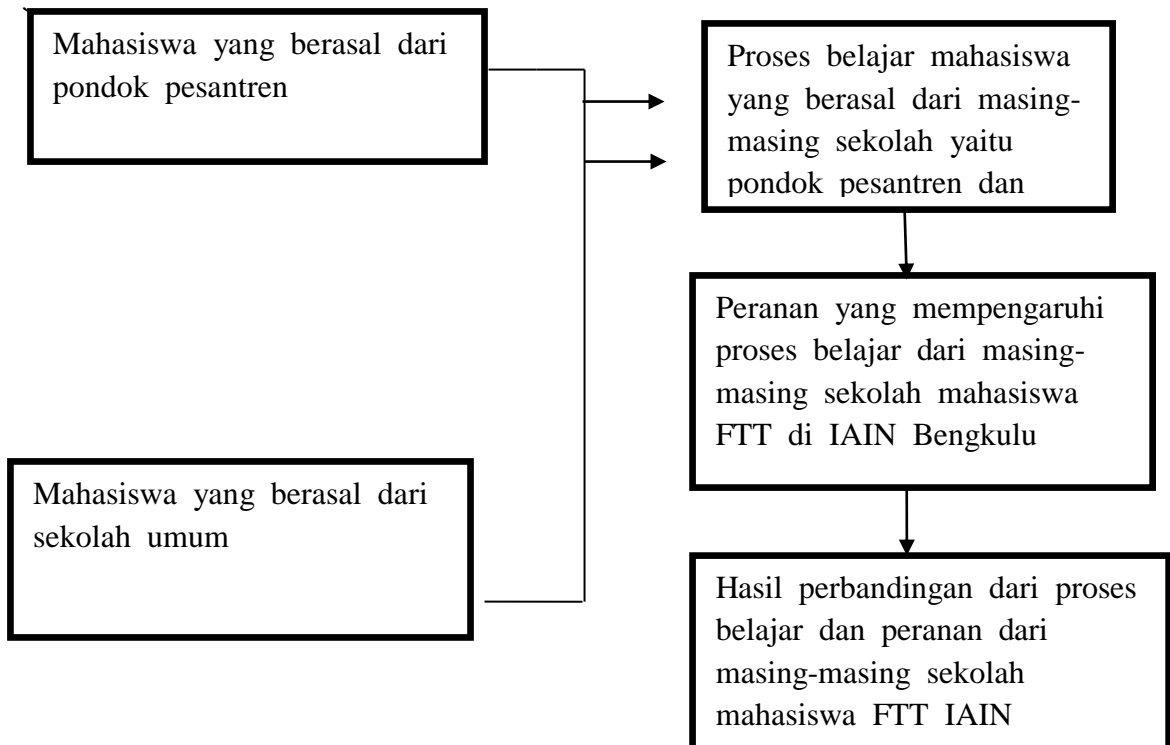 Mahasiswa yang berasal dari
pondok pesantren
Mahasiswa yang berasal dari
sekolah umum
Proses belajar mahasiswa
yang berasal dari masing-
masing sekolah yaitu
pondok pesantren dan
Peranan yang mempengaruhi
proses belajar dari masing-
masing sekolah mahasiswa
FTT di IAIN Bengkulu
Hasil perbandingan dari proses
belajar dan peranan dari
masing-masing sekolah
mahasiswa FTT IAIN